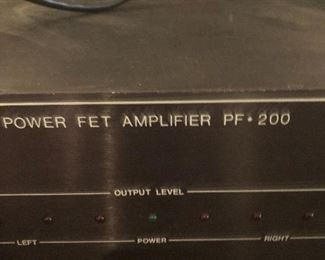 POWER FET AMPLIFIER PF•200
OUTPUT LEVEL
LEFT POWER RIGHT